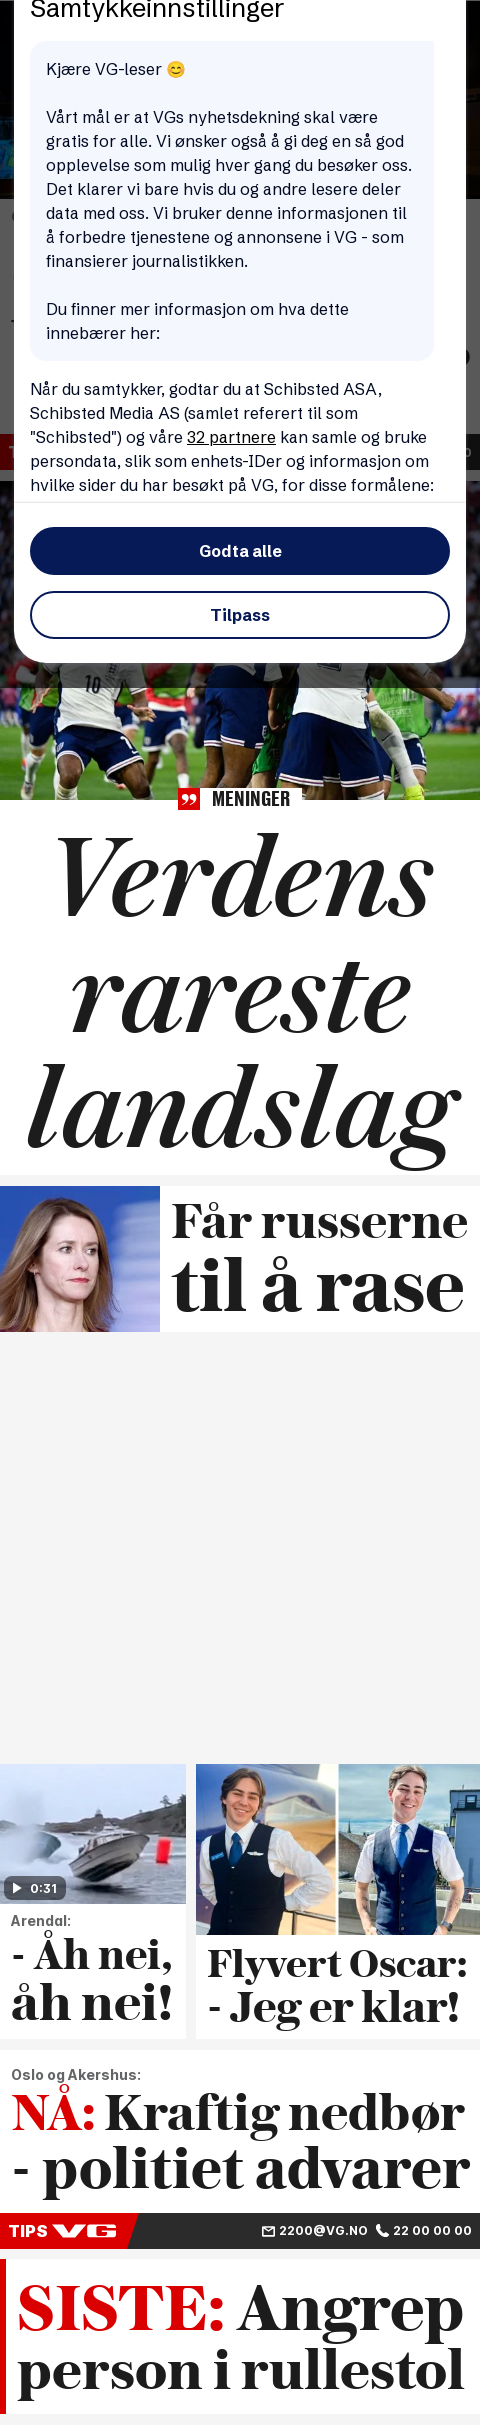 Samtykkeinnstillinger
Kjære VG-leser 😊
Vårt mål er at VGs nyhetsdekning skal være
gratis for alle. Vi ønsker også å gi deg en så god
opplevelse som mulig hver gang du besøker oss.
Det klarer vi bare hvis du og andre lesere deler
data med oss. Vi bruker denne informasjonen til
å forbedre tjenestene og annonsene i VG - som
finansierer journalistikken.
Du finner mer informasjon om hva dette
innebærer her:
Når du samtykker, godtar du at Schibsted ASA,
Schibsted Media AS (samlet referert til som
"Schibsted") og våre 32 partnere kan samle og bruke
persondata, slik som enhets-IDer og informasjon om
hvilke sider du har besøkt på VG, for disse formålene:
Godta alle
Tilpass
10
MENINGER
Verdens
rareste
landslag
Får russerne
til å rase
0:31
Arendal:
- Åh nei,
åh nei!
Flyvert Oscar:
- Jeg er klar!
Oslo og Akershus:
NÅ: Kraftig nedbør
- politiet advarer
TIPS VG 2200@VG.NO 22 00 00 00
SISTE: Angrep
person i rullestol